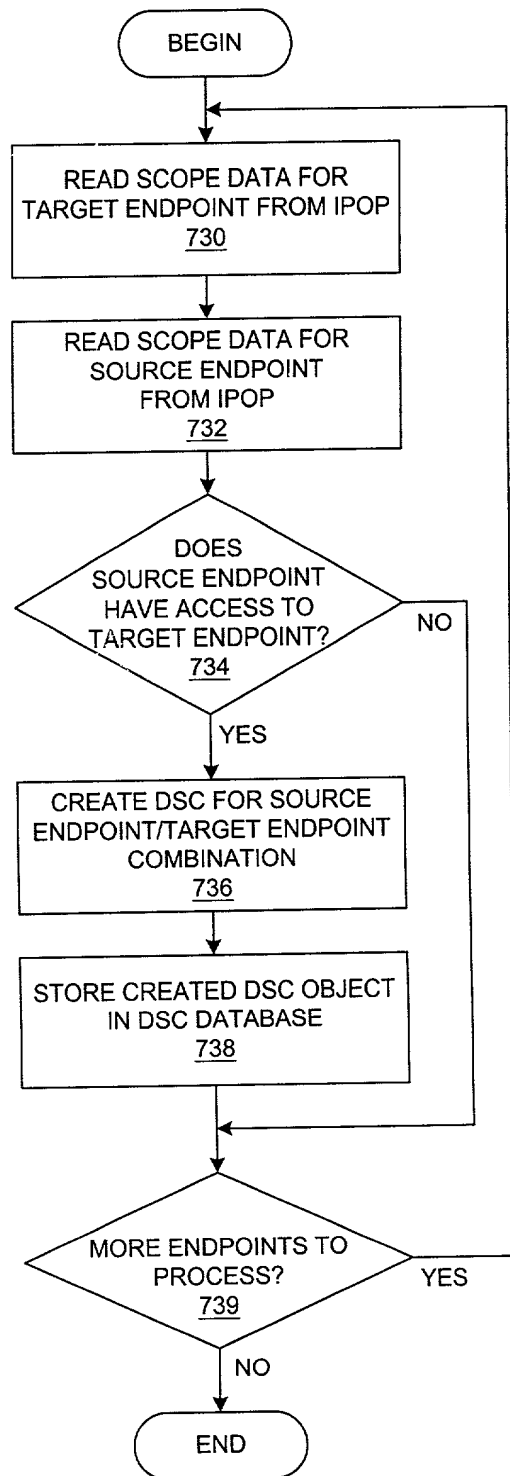 BEGIN
READ SCOPE DATA FOR
TARGET ENDPOINT FROM IPOP
730
READ SCOPE DATA FOR
SOURCE ENDPOINT
FROM IPOP
732
DOES
SOURCE ENDPOINT
HAVE ACCESS TO
TARGET ENDPOINT?
734
NO
YES
CREATE DSC FOR SOURCE
ENDPOINT/TARGET ENDPOINT
COMBINATION
736
STORE CREATED DSC OBJECT
IN DSC DATABASE
738
MORE ENDPOINTS TO
PROCESS?
739
YES
NO
END